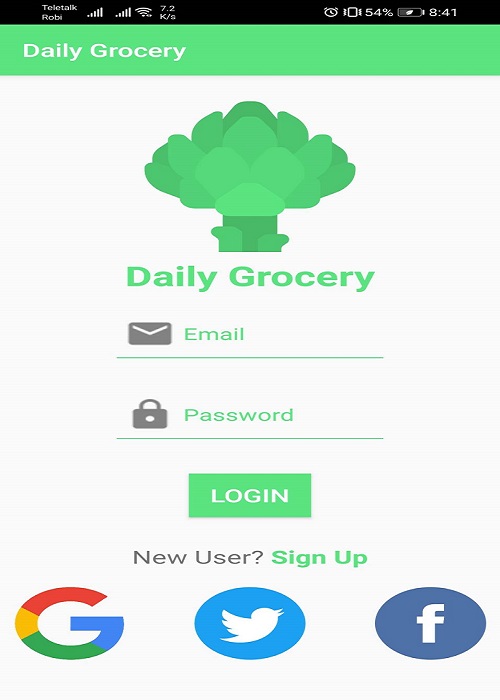 Teletalk
Robi
7.2
K/s
54%
8:41
Daily Grocery
Daily Grocery
Email
Password
LOGIN
New User? Sign Up